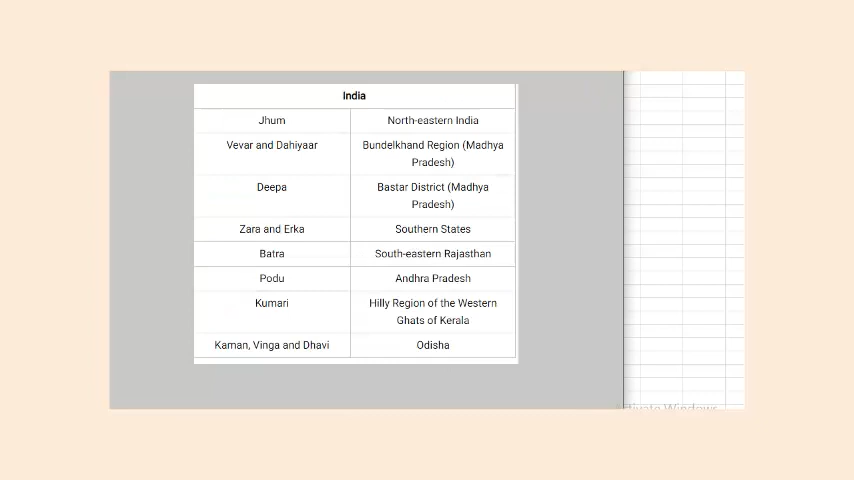 India
Jhum North-eastern India
Vevar and Dahiyaar Bundelkhand Region (Madhya
Pradesh)
Deepa Bastar District (Madhya
Pradesh)
Zara and Erka Southern States
Batra South-eastern Rajasthan
Podu Andhra Pradesh
Kumari Hilly Region of the Western
Ghats of Kerala
Kaman, Vinga and Dhavi Odisha
Activate Windows